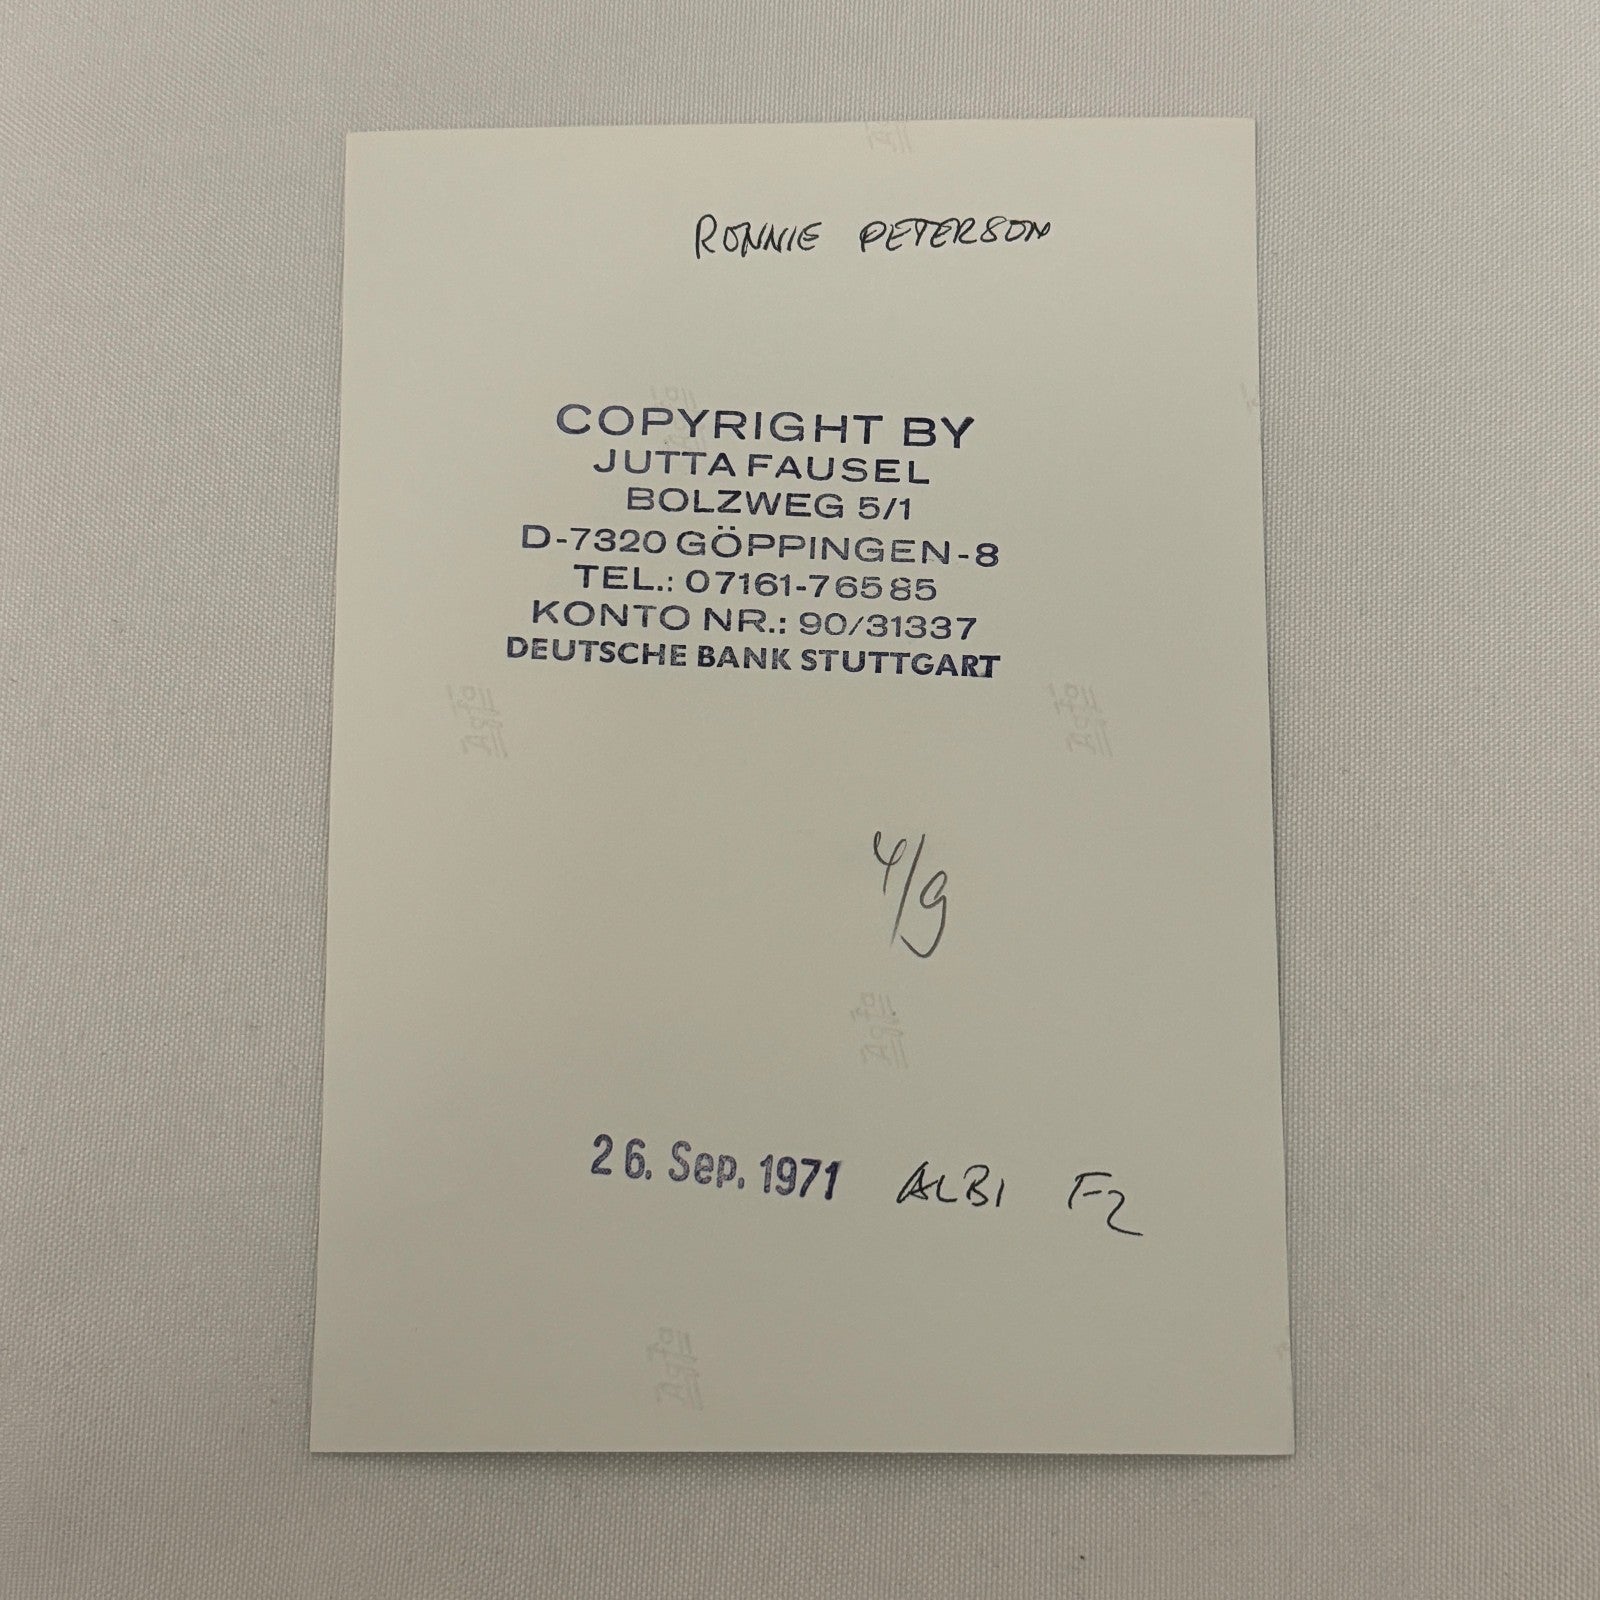 RONNIE PETERSON
COPYRIGHT BY
JUTTA FAUSEL
BOLZWEG 5/1
D-7320 GÖPPINGEN-8
TEL.: 07161-76585
KONTO NR.: 90/31337
DEUTSCHE BANK STUTTGART
4/9
26. Sep. 1971 ALBI F2